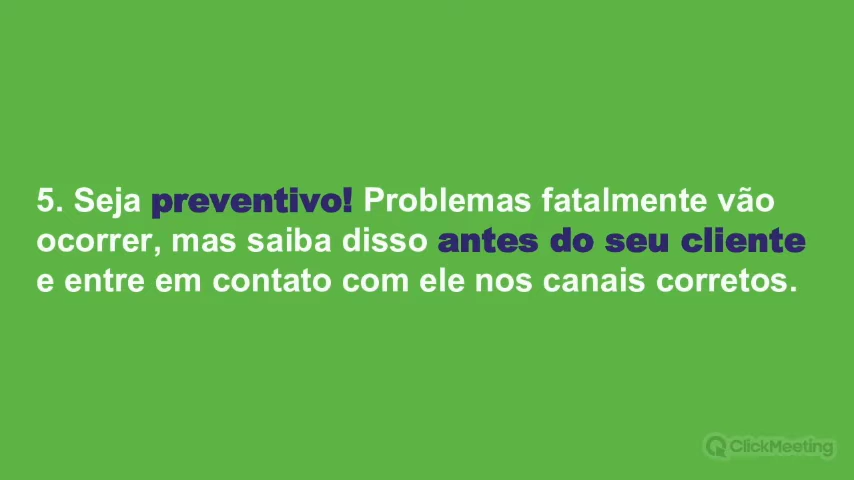 5. Seja preventivo! Problemas fatalmente vão
ocorrer, mas saiba disso antes do seu cliente
e entre em contato com ele nos canais corretos.
ClickMeeting